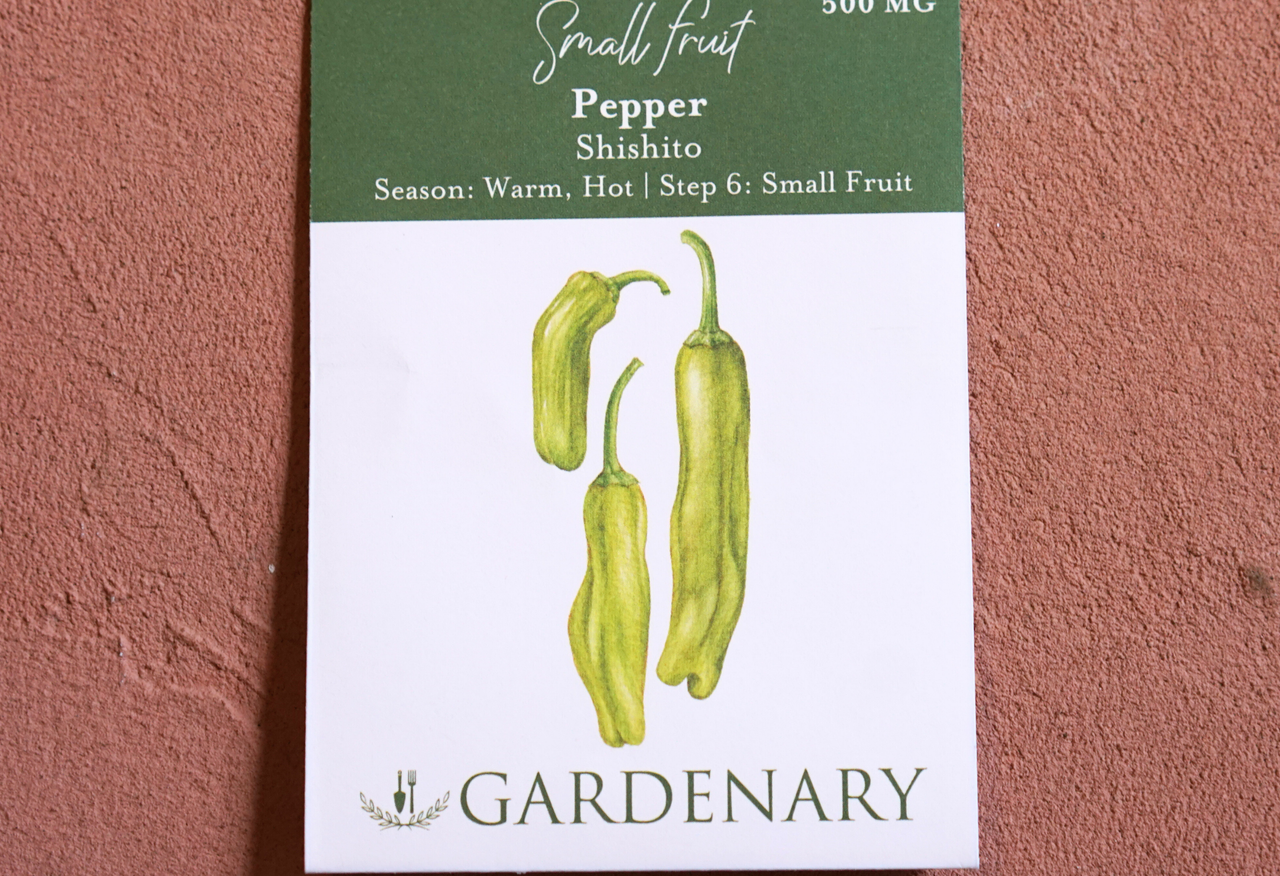 500 MG
Small Fruit
Pepper
Shishito
Season: Warm, Hot | Step 6: Small Fruit
GARDENARY